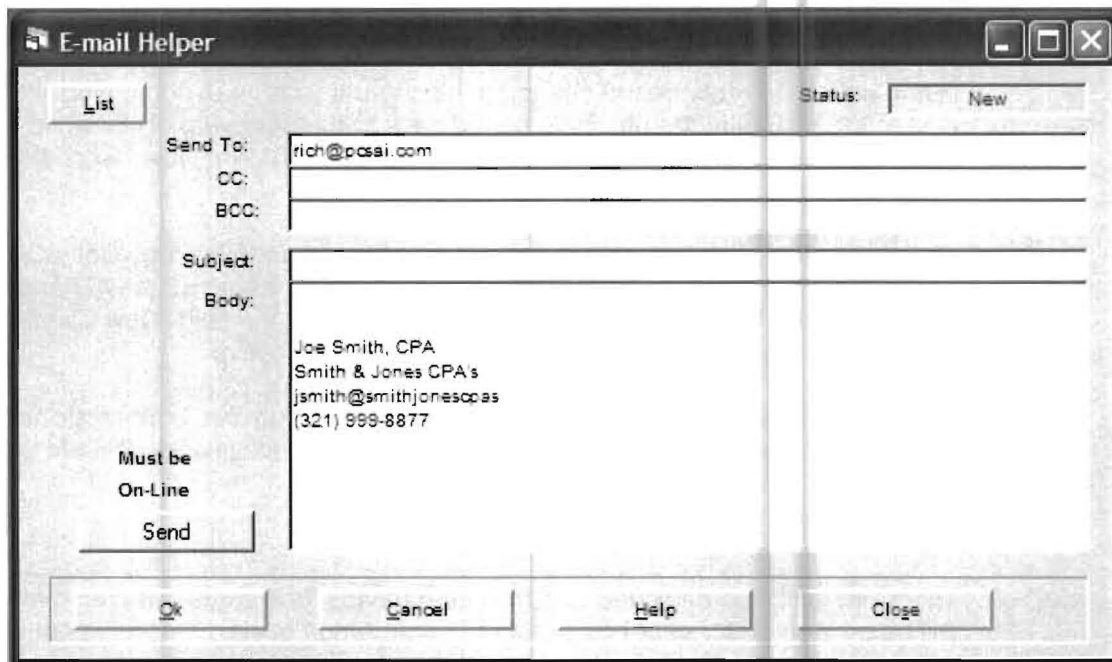 E-mail Helper
List
Status: New
Send To: rich@pcsai.com
CC:
BCC:
Subject:
Body:
Joe Smith, CPA
Smith & Jones CPA's
jsmith@smithjonescpas
(321) 999-8877
Must be
On-Line
Send
Ok Cancel Help Close